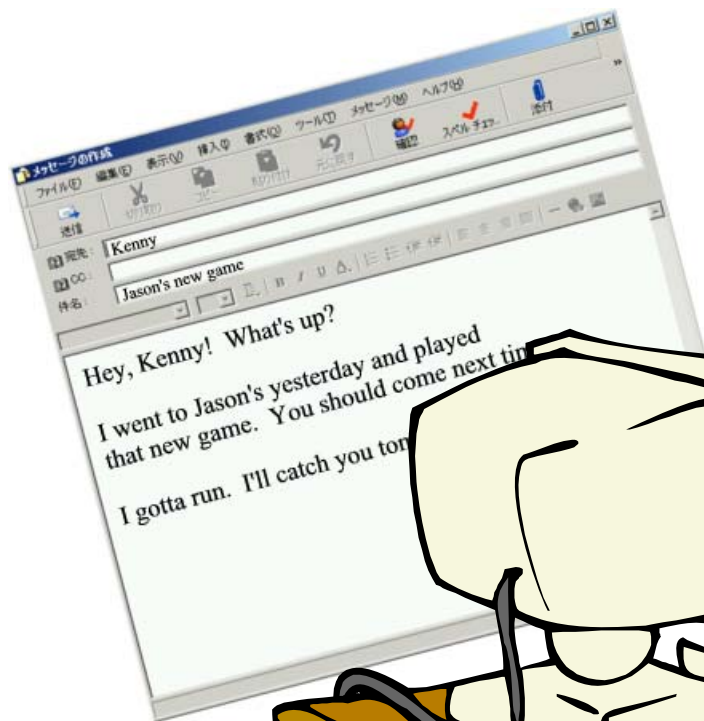 メッセージの作成
ファイル(F) 編集(E) 表示(V) 挿入(I) 書式(O) ツール(T) メッセージ(M) ヘルプ(H)
送信 切り取り コピー 貼り付け 元に戻す 確認 スペル チェッ... 添付
宛先: Kenny
CC:
件名: Jason's new game
B I U A
Hey, Kenny! What's up?
I went to Jason's yesterday and played
that new game. You should come next
I gotta run. I'll catch you